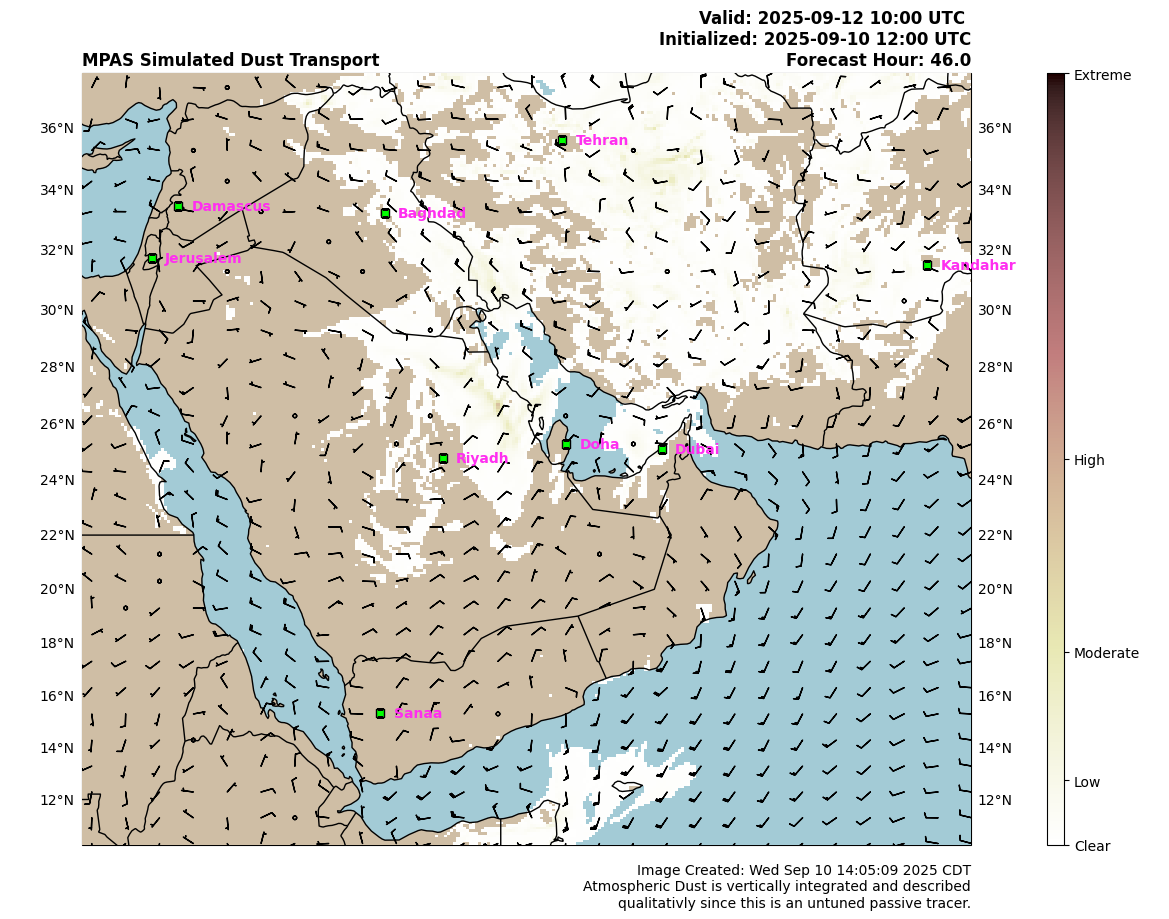 Valid: 2025-09-12 10:00 UTC
Initialized: 2025-09-10 12:00 UTC
MPAS Simulated Dust Transport Forecast Hour: 46.0
Extreme
36°N 36°N
Tehran
34°N 34°N
Damascus
Baghdad
32°N 32°N
Jerusalem
Kandahar
30°N 30°N
28°N 28°N
26°N 26°N
Doha
Dubai
Riyadh
High
24°N 24°N
22°N 22°N
20°N 20°N
18°N 18°N
Moderate
16°N 16°N
Sanaa
14°N 14°N
Low
12°N 12°N
Clear
Image Created: Wed Sep 10 14:05:09 2025 CDT
Atmospheric Dust is vertically integrated and described
qualitativly since this is an untuned passive tracer.